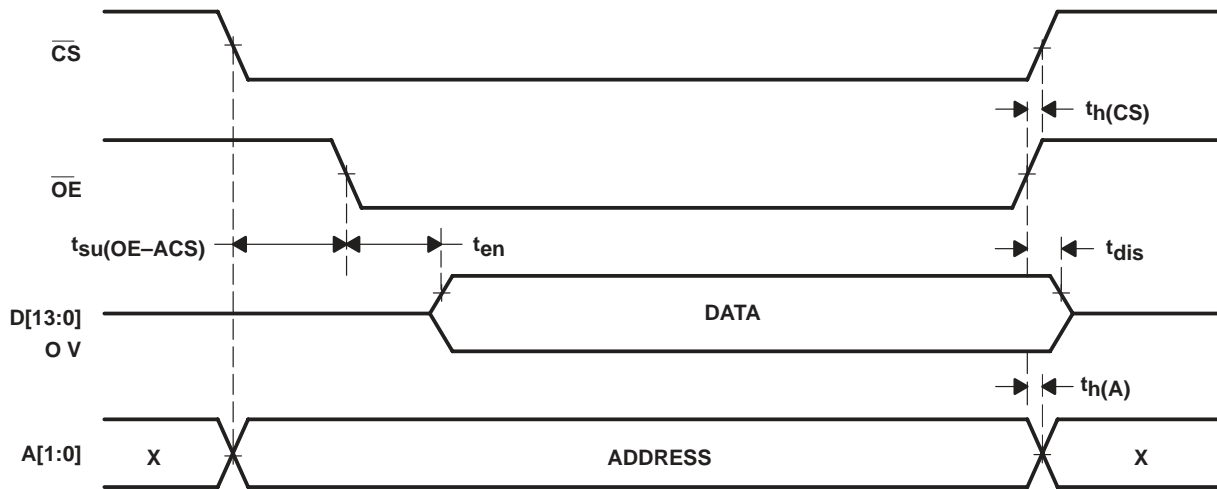 CS
th(CS)
OE
tsu(OE–ACS)
ten
tdis
D[13:0]
O V
DATA
th(A)
A[1:0]
X
ADDRESS
X